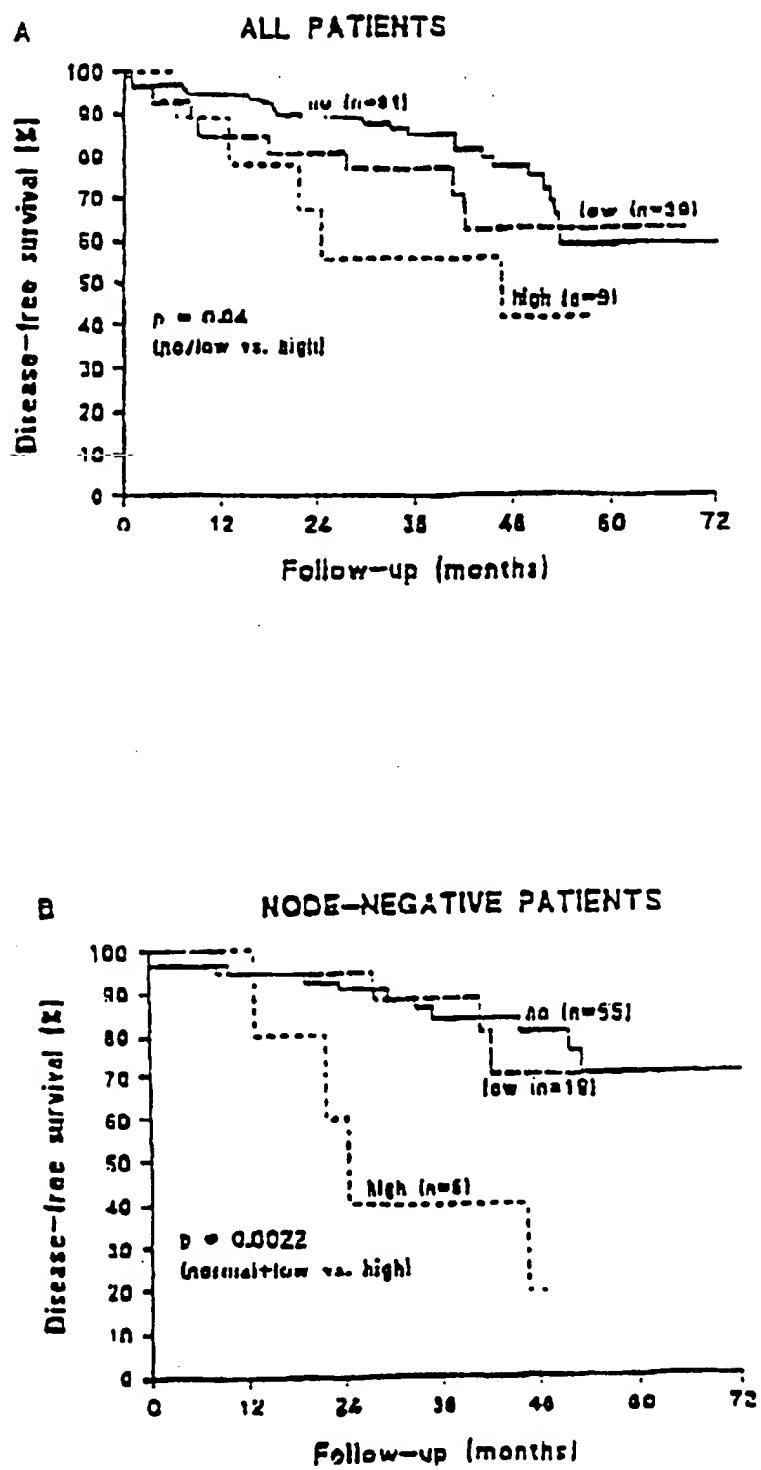 A
ALL PATIENTS
Disease-free survival [%]
100
90
80
70
60
50
40
30
20
10
0
no (n=81)
low (n=30)
high (n=9)
p = 0.04
(no/low vs. high)
0 12 24 36 48 60 72
Follow-up (months)
B
NODE-NEGATIVE PATIENTS
Disease-free survival [%]
100
90
80
70
60
50
40
30
20
10
0
no (n=55)
low (n=19)
high (n=6)
p = 0.0022
(normal+low vs. high)
0 12 24 36 48 60 72
Follow-up (months)